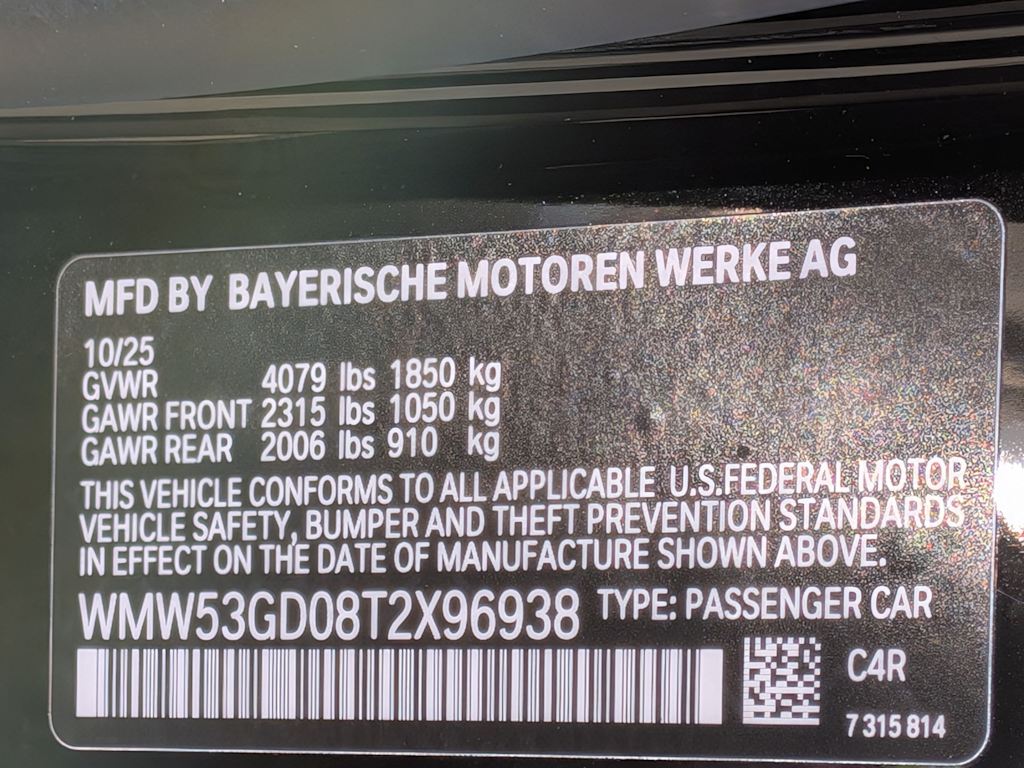 MFD BY BAYERISCHE MOTOREN WERKE AG
10/25
GVWR 4079 lbs 1850 kg
GAWR FRONT 2315 lbs 1050 kg
GAWR REAR 2006 lbs 910 kg
THIS VEHICLE CONFORMS TO ALL APPLICABLE U.S.FEDERAL MOTOR
VEHICLE SAFETY, BUMPER AND THEFT PREVENTION STANDARDS
IN EFFECT ON THE DATE OF MANUFACTURE SHOWN ABOVE.
WMW53GD08T2X96938 TYPE: PASSENGER CAR
C4R
7 315 814